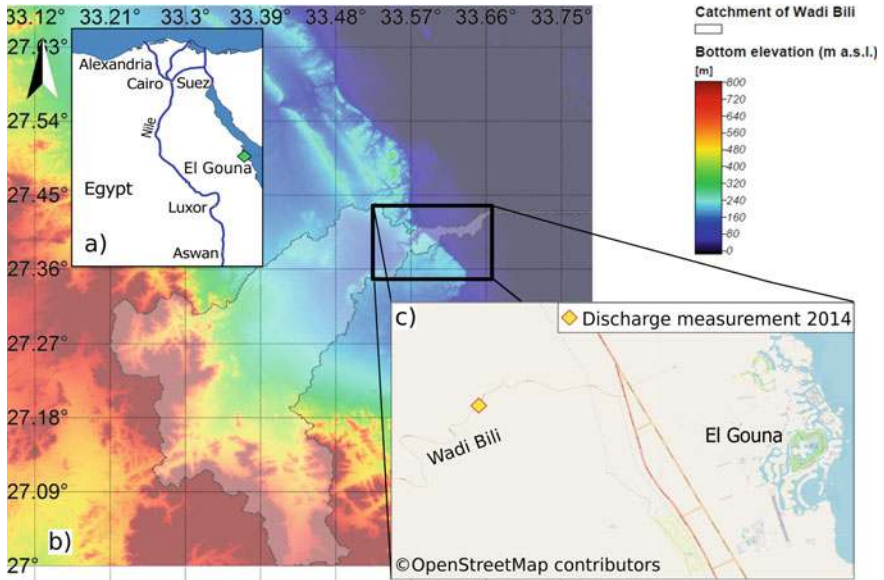 33.12° 33.21° 33.3° 33.39° 33.48° 33.57° 33.66° 33.75°
27.63°
27.54°
27.45°
27.36°
27.27°
27.18°
27.09°
27°
b)
Alexandria
Cairo Suez
Nile
El Gouna
Egypt
Luxor
a)
Aswan
Catchment of Wadi Bili
Bottom elevation (m a.s.l.)
[m]
800
720
640
560
480
400
320
240
160
80
0
c)
Discharge measurement 2014
Wadi Bili
El Gouna
©OpenStreetMap contributors